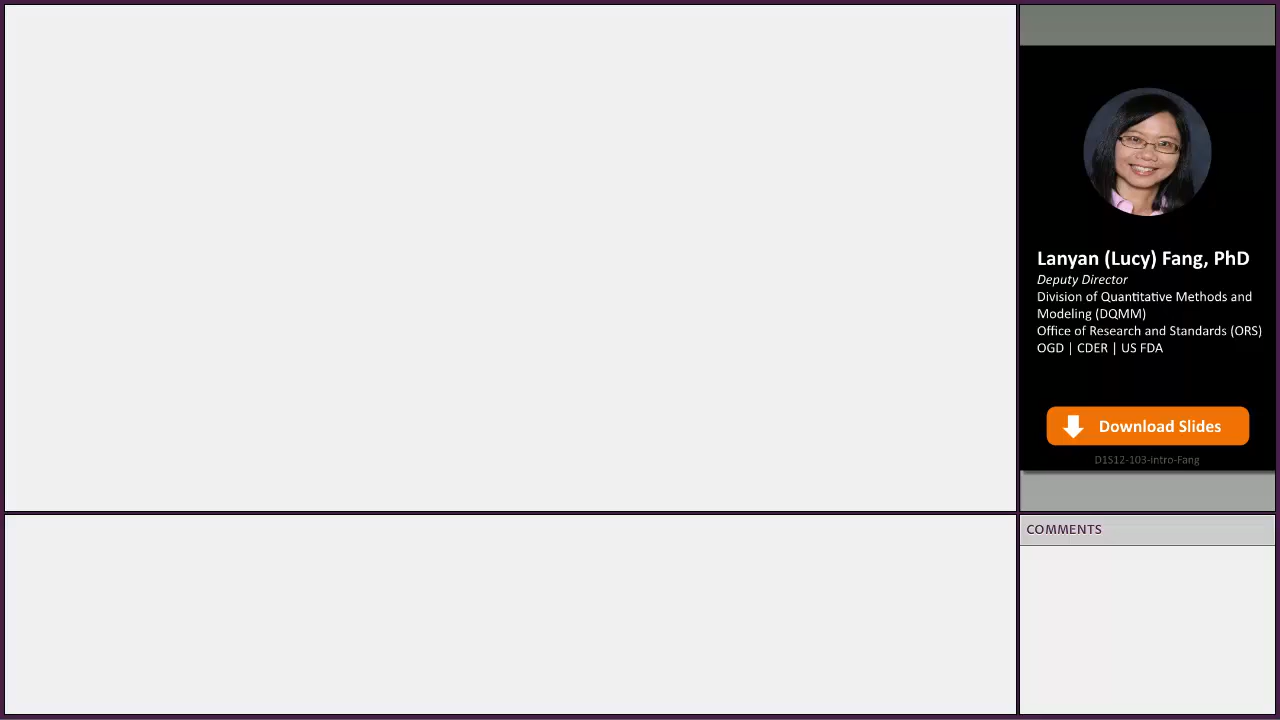 Lanyan (Lucy) Fang, PhD
Deputy Director
Division of Quantitative Methods and
Modeling (DQMM)
Office of Research and Standards (ORS)
OGD | CDER | US FDA
Download Slides
D1S12-103-intro-Fang
COMMENTS